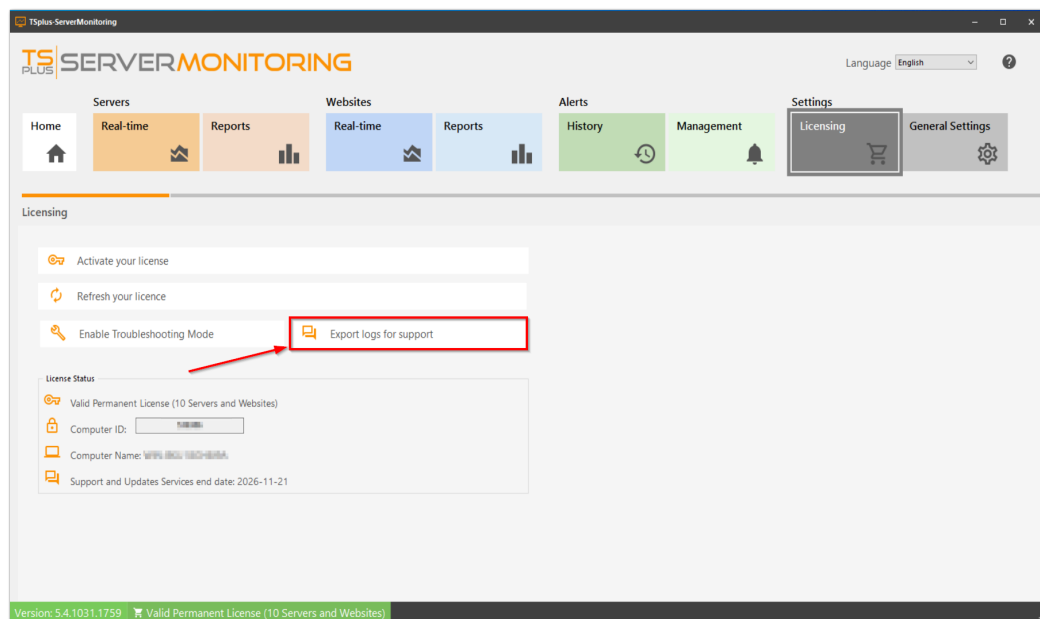 TSplus-ServerMonitoring
TS PLUS SERVERMONITORING
Language English
Servers Websites Alerts Settings
Home Real-time Reports Real-time Reports History Management Licensing General Settings
Licensing
Activate your license
Refresh your licence
Enable Troubleshooting Mode Export logs for support
License Status
Valid Permanent License (10 Servers and Websites)
Computer ID:
Computer Name:
Support and Updates Services end date: 2026-11-21
Version: 5.4.1031.1759 Valid Permanent License (10 Servers and Websites)